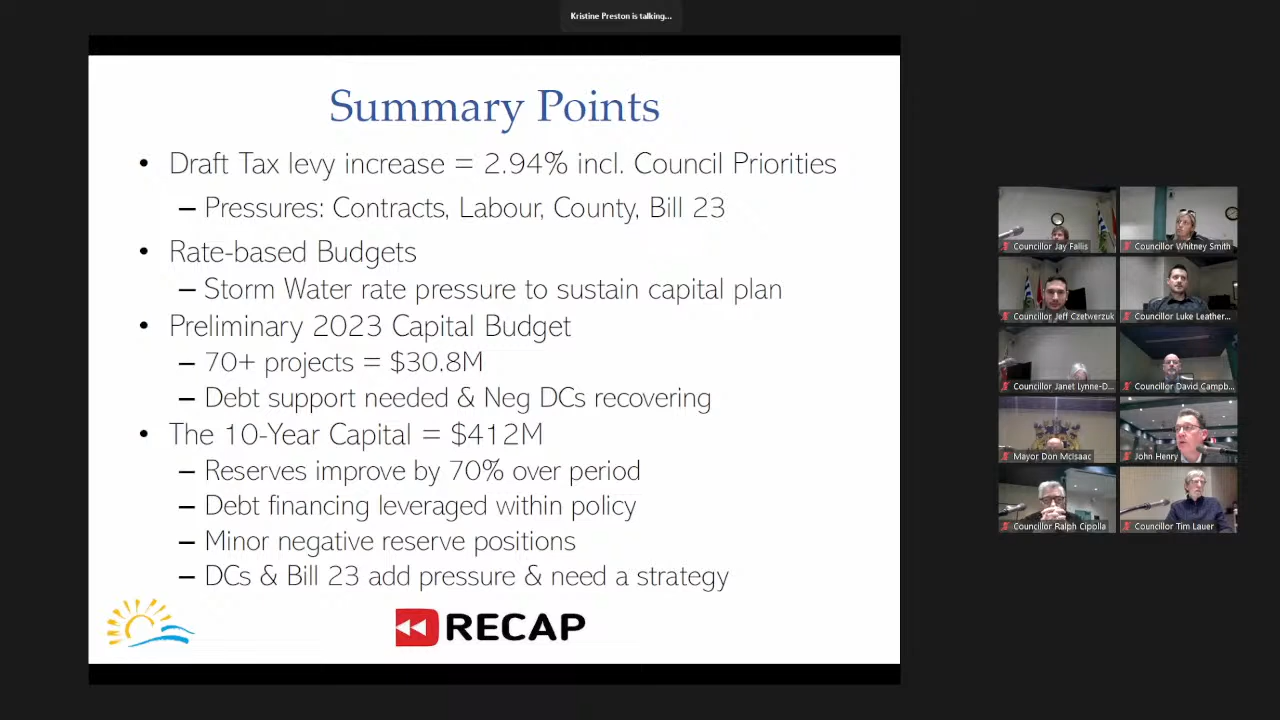 Kristine Preston is talking...
Summary Points
• Draft Tax levy increase = 2.94% incl. Council Priorities
– Pressures: Contracts, Labour, County, Bill 23
• Rate-based Budgets
– Storm Water rate pressure to sustain capital plan
• Preliminary 2023 Capital Budget
– 70+ projects = $30.8M
– Debt support needed & Neg DCs recovering
• The 10-Year Capital = $412M
– Reserves improve by 70% over period
– Debt financing leveraged within policy
– Minor negative reserve positions
– DCs & Bill 23 add pressure & need a strategy
RECAP
Councillor Jay Fallis
Councillor Whitney Smith
Councillor Jeff Czetwerzuk
Councillor Luke Leather...
Councillor Janet Lynne-D...
Councillor David Campb...
Mayor Don McIsaac
John Henry
Councillor Ralph Cipolla
Councillor Tim Lauer